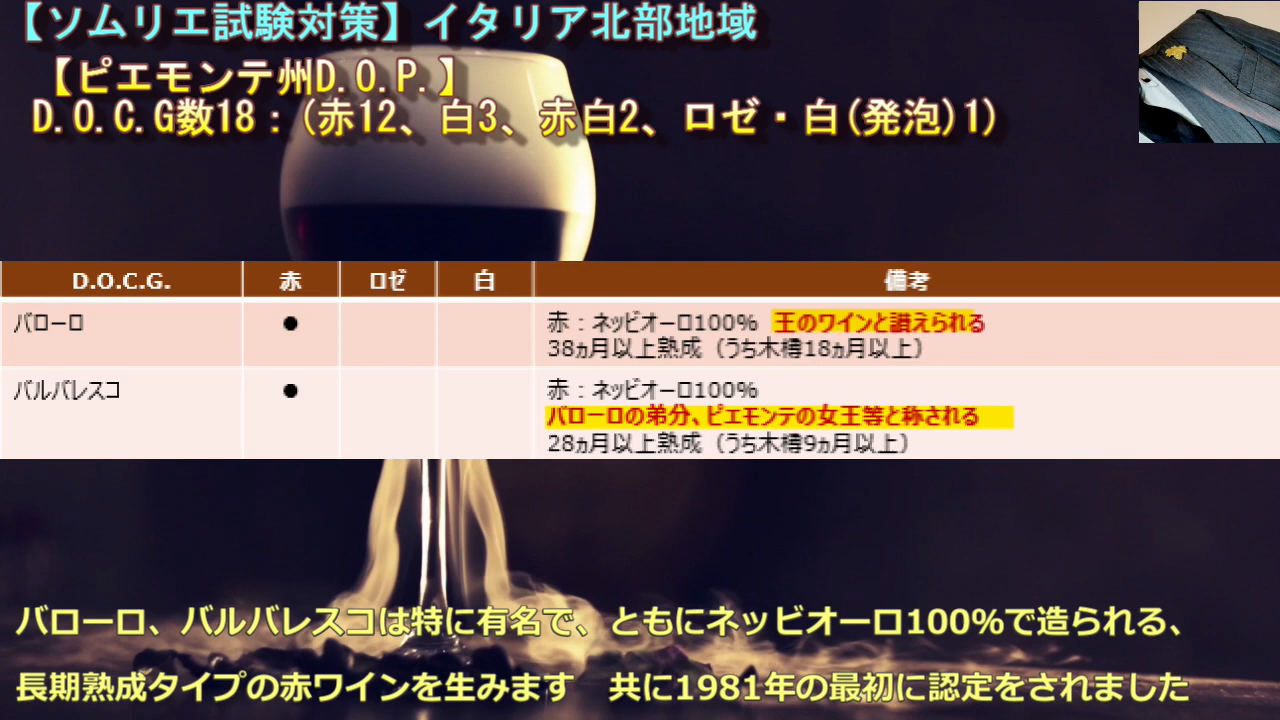 【ソムリエ試験対策】イタリア北部地域
【ピエモンテ州D.O.P.】
D.O.C.G数18：(赤12、白3、赤白2、ロゼ・白(発泡)1)
D.O.C.G. 赤 ロゼ 白 備考
バローロ ● 赤：ネッビオーロ100% 王のワインと讃えられる
38ヵ月以上熟成（うち木樽18ヵ月以上）
バルバレスコ ● 赤：ネッビオーロ100%
バローロの弟分、ピエモンテの女王等と称される
28ヵ月以上熟成（うち木樽9ヵ月以上）
バローロ、バルバレスコは特に有名で、ともにネッビオーロ100%で造られる、
長期熟成タイプの赤ワインを生みます　共に1981年の最初に認定をされました